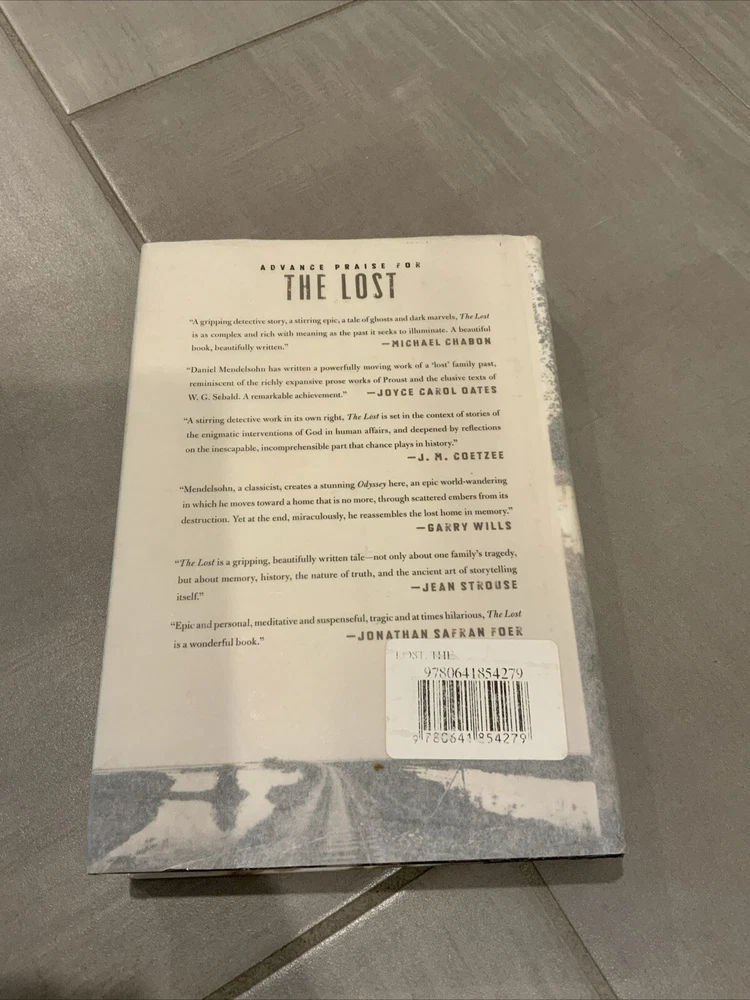 ADVANCE PRAISE FOR
THE LOST
“A gripping detective story, a stirring epic, a tale of ghosts and dark marvels, The Lost
is as complex and rich with meaning as the past it seeks to illuminate. A beautiful
book, beautifully written.” —MICHAEL CHABON
“Daniel Mendelsohn has written a powerfully moving work of a ‘lost’ family past,
reminiscent of the richly expansive prose works of Proust and the elusive texts of
W. G. Sebald. A remarkable achievement.” —JOYCE CAROL OATES
“A stirring detective work in its own right, The Lost is set in the context of stories of
the enigmatic interventions of God in human affairs, and deepened by reflections
on the inescapable, incomprehensible part that chance plays in history.”
—J. M. COETZEE
“Mendelsohn, a classicist, creates a stunning Odyssey here, an epic world-wandering
in which he moves toward a home that is no more, through scattered embers from its
destruction. Yet at the end, miraculously, he reassembles the lost home in memory.”
—GARRY WILLS
“The Lost is a gripping, beautifully written tale—not only about one family’s tragedy,
but about memory, history, the nature of truth, and the ancient art of storytelling
itself.” —JEAN STROUSE
“Epic and personal, meditative and suspenseful, tragic and at times hilarious, The Lost
is a wonderful book.” —JONATHAN SAFRAN FOER
LOST, THE
9780641854279
9 780641 854279